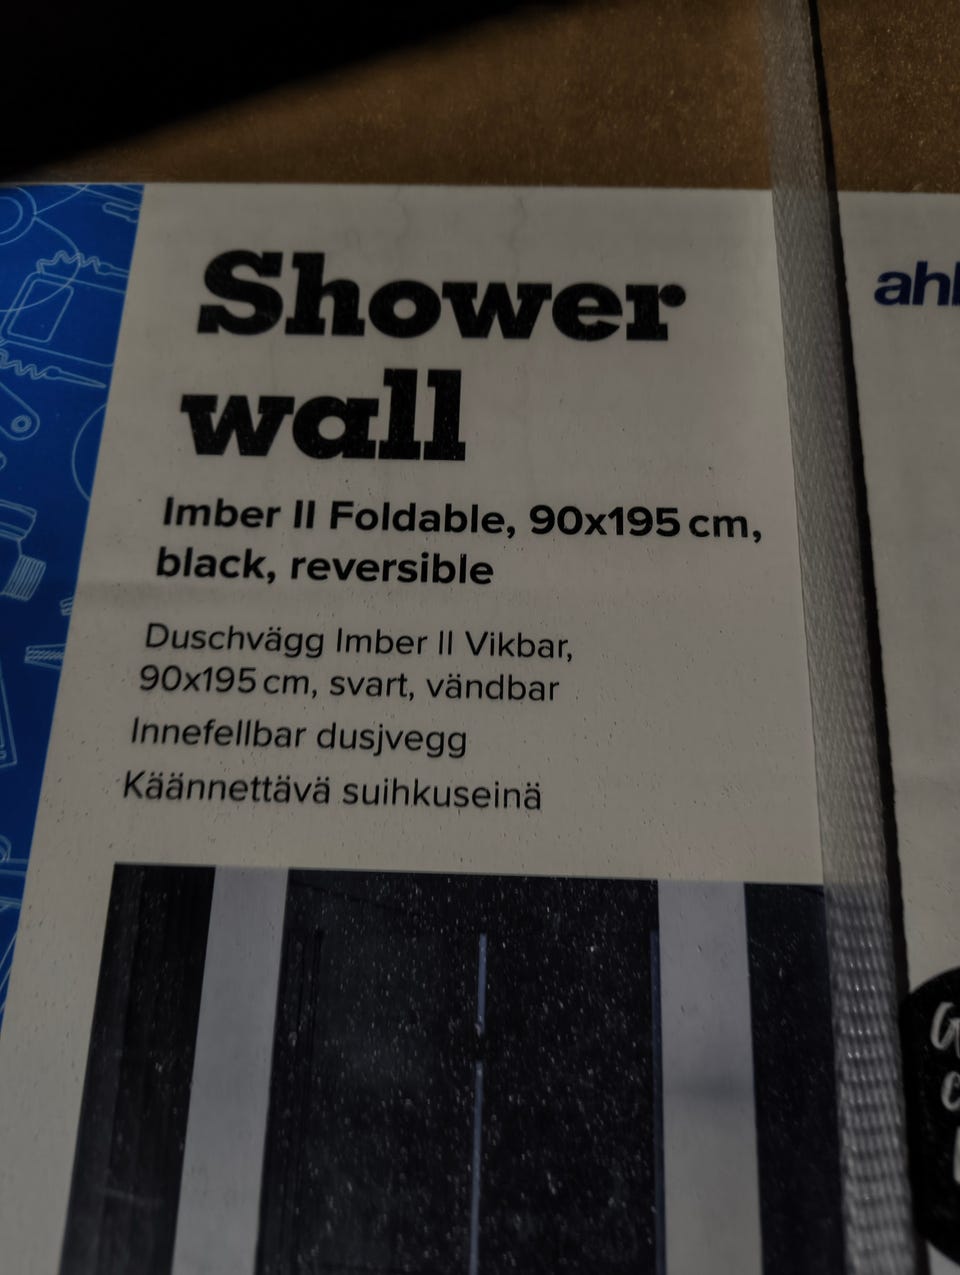 Shower
wall
Imber II Foldable, 90x195 cm,
black, reversible
Duschvägg Imber II Vikbar,
90x195 cm, svart, vändbar
Innefellbar dusjvegg
Käännettävä suihkuseinä